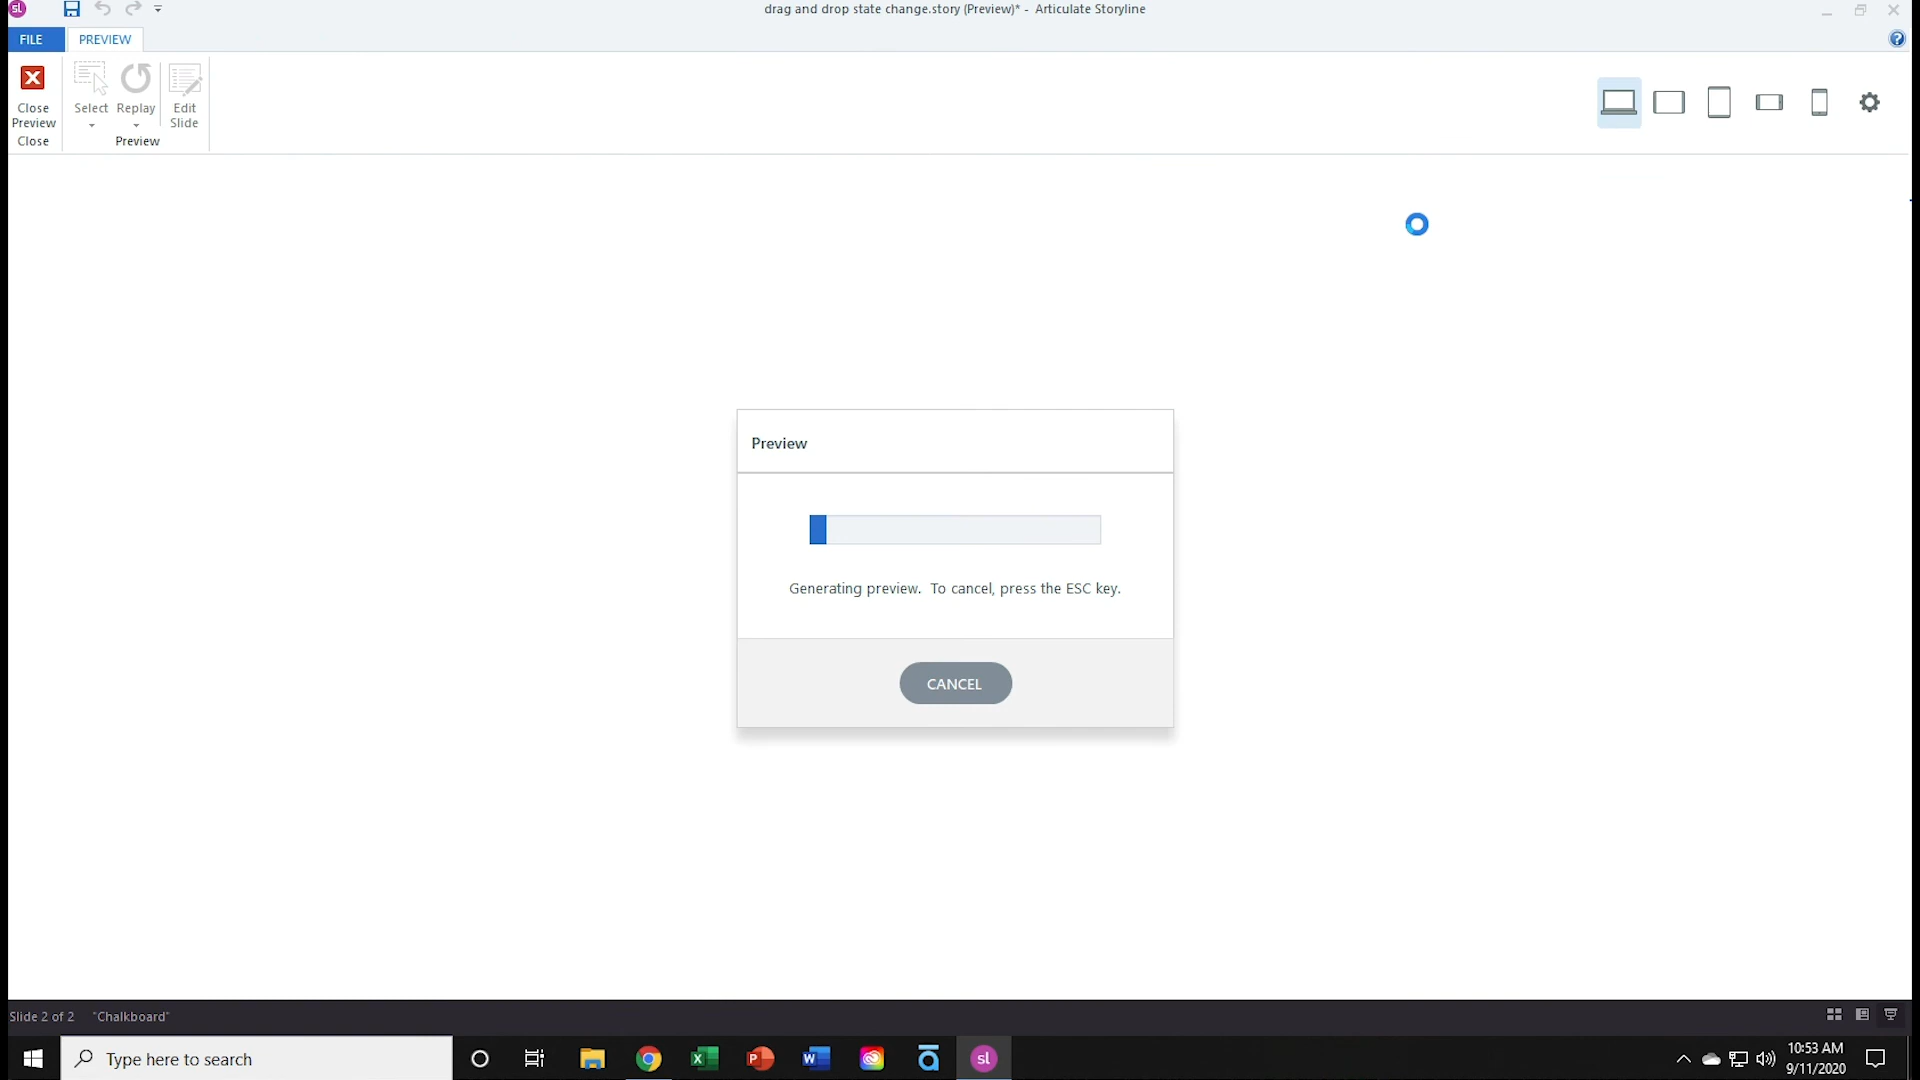 sl
drag and drop state change.story (Preview)* - Articulate Storyline
FILE
PREVIEW
?
Close
Preview
Select
Replay
Edit
Slide
Close
Preview
Preview
Generating preview.  To cancel, press the ESC key.
CANCEL
Slide 2 of 2
"Chalkboard"
Type here to search
sl
10:53 AM
9/11/2020